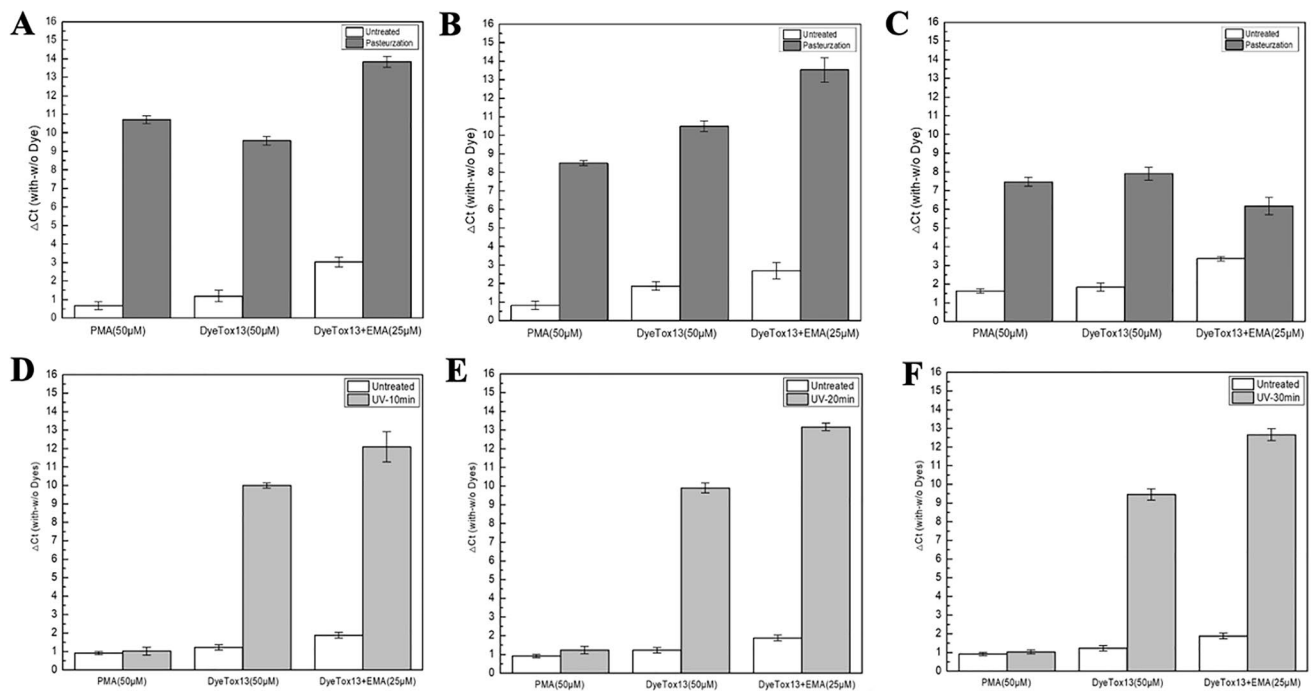 A
16
15
14
13
12
11
10
9
8
7
6
5
4
3
2
1
0
△Ct (with-w/o Dye)
Untreated
Pasteurzation
PMA(50μM)
DyeTox13(50μM)
DyeTox13+EMA(25μM)
B
16
15
14
13
12
11
10
9
8
7
6
5
4
3
2
1
0
△Ct (with-w/o Dye)
Untreated
Pasteurzation
PMA(50μM)
DyeTox13(50μM)
DyeTox13+EMA(25μM)
C
16
15
14
13
12
11
10
9
8
7
6
5
4
3
2
1
0
△Ct (with-w/o Dye)
Untreated
Pasteurzation
PMA(50μM)
DyeTox13(50μM)
DyeTox13+EMA(25μM)
D
16
15
14
13
12
11
10
9
8
7
6
5
4
3
2
1
0
△Ct (with-w/o Dyes)
Untreated
UV-10min
PMA(50μM)
DyeTox13(50μM)
DyeTox13+EMA(25μM)
E
16
15
14
13
12
11
10
9
8
7
6
5
4
3
2
1
0
△Ct (with-w/o Dyes)
Untreated
UV-20min
PMA(50μM)
DyeTox13(50μM)
DyeTox13+EMA(25μM)
F
16
15
14
13
12
11
10
9
8
7
6
5
4
3
2
1
0
△Ct (with-w/o Dyes)
Untreated
UV-30min
PMA(50μM)
DyeTox13(50μM)
DyeTox13+EMA(25μM)